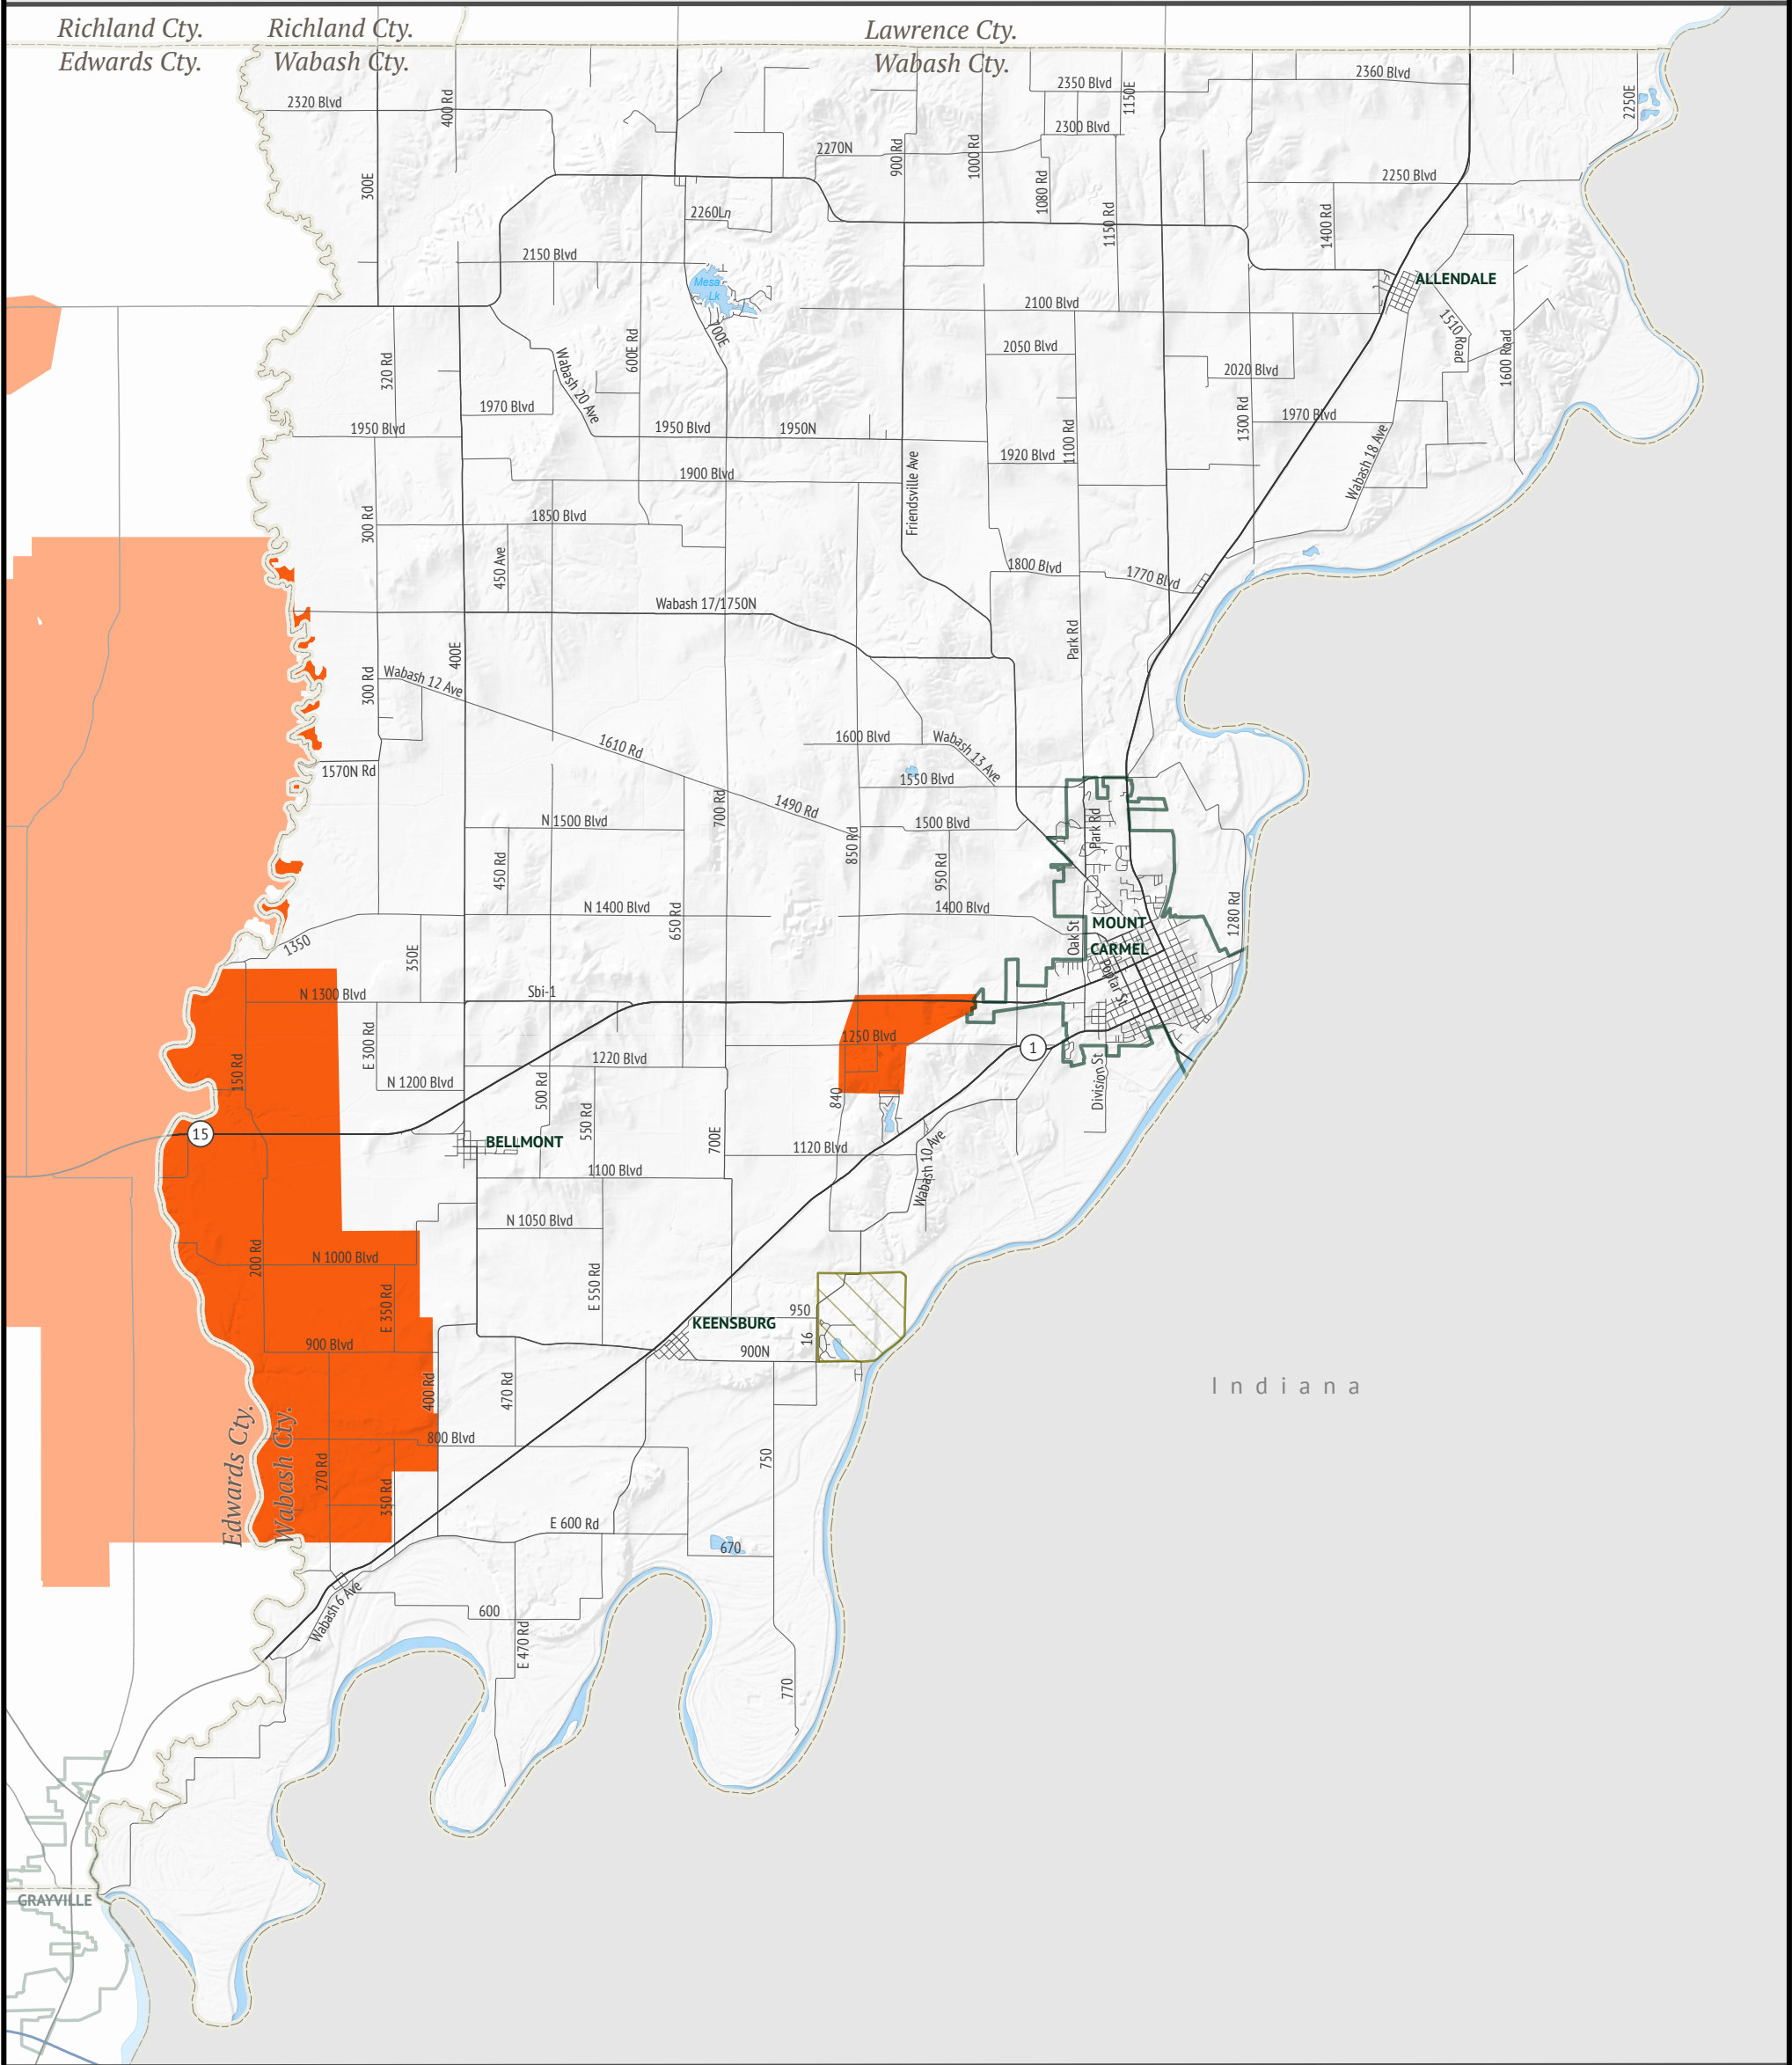 Richland Cty.
Edwards Cty.
Richland Cty.
Wabash Cty.
Lawrence Cty.
Wabash Cty.
2320 Blvd
400 Rd
300E
2350 Blvd
1150E
2360 Blvd
2250E
2300 Blvd
2270N
900 Rd
1000 Rd
1080 Rd
1150 Rd
2250 Blvd
1400 Rd
2260Ln
2150 Blvd
Mesa
Lk
700E
ALLENDALE
2100 Blvd
1510 Road
1600 Road
2050 Blvd
2020 Blvd
320 Rd
600E Rd
Wabash 20 Ave
1970 Blvd
1970 Blvd
1300 Rd
1950 Blvd
1950 Blvd
1950N
1100 Rd
1920 Blvd
Wabash 18 Ave
1900 Blvd
Friendsville Ave
1850 Blvd
300 Rd
450 Ave
1800 Blvd
1770 Blvd
Wabash 17/1750N
Park Rd
400E
300 Rd
Wabash 12 Ave
1610 Rd
1600 Blvd
Wabash 13 Ave
1570N Rd
1550 Blvd
1490 Rd
700 Rd
N 1500 Blvd
1500 Blvd
850 Rd
Park Rd
450 Rd
950 Rd
N 1400 Blvd
650 Rd
1400 Blvd
1280 Rd
MOUNT
CARMEL
Oak St
Poplar St
1350
350E
N 1300 Blvd
Sbi-1
E 300 Rd
1250 Blvd
1
150 Rd
1220 Blvd
N 1200 Blvd
500 Rd
550 Rd
840
Division St
15
BELLMONT
700E
1120 Blvd
Wabash 10 Ave
1100 Blvd
N 1050 Blvd
200 Rd
N 1000 Blvd
E 350 Rd
E 550 Rd
950
16
KEENSBURG
900N
900 Blvd
400 Rd
470 Rd
Indiana
Edwards Cty.
Wabash Cty.
800 Blvd
270 Rd
350 Rd
750
E 600 Rd
670
Wabash 6 Ave
600
E 470 Rd
770
GRAYVILLE